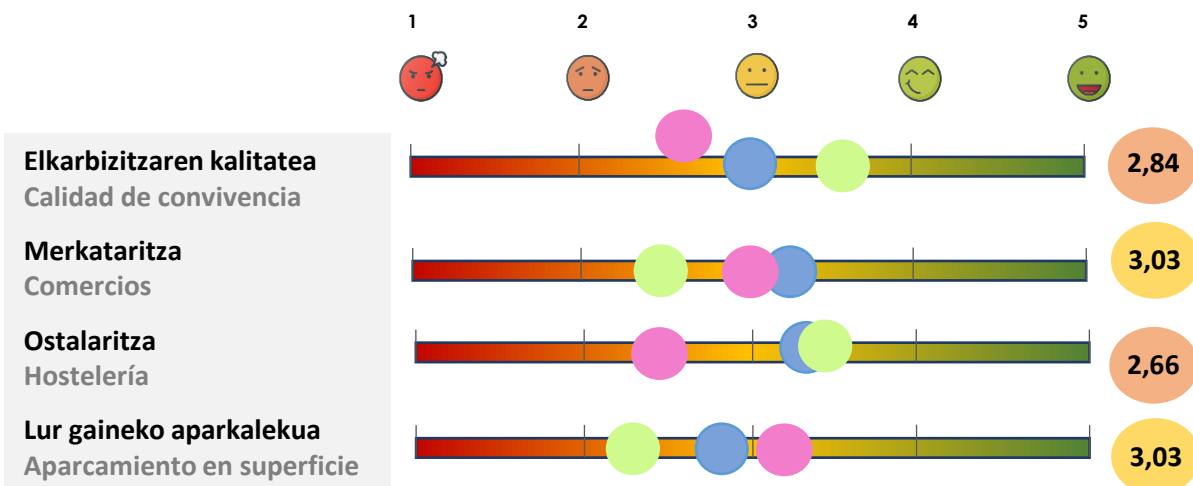 1 2 3 4 5
Elkarbizitzaren kalitatea
Calidad de convivencia
2,84
Merkataritza
Comercios
3,03
Ostalaritza
Hostelería
2,66
Lur gaineko aparkalekua
Aparcamiento en superficie
3,03